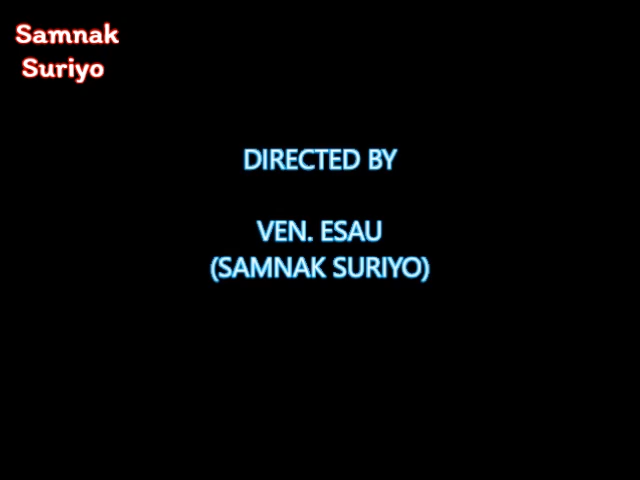 Samnak
Suriyo
DIRECTED BY
VEN. ESAU
(SAMNAK SURIYO)